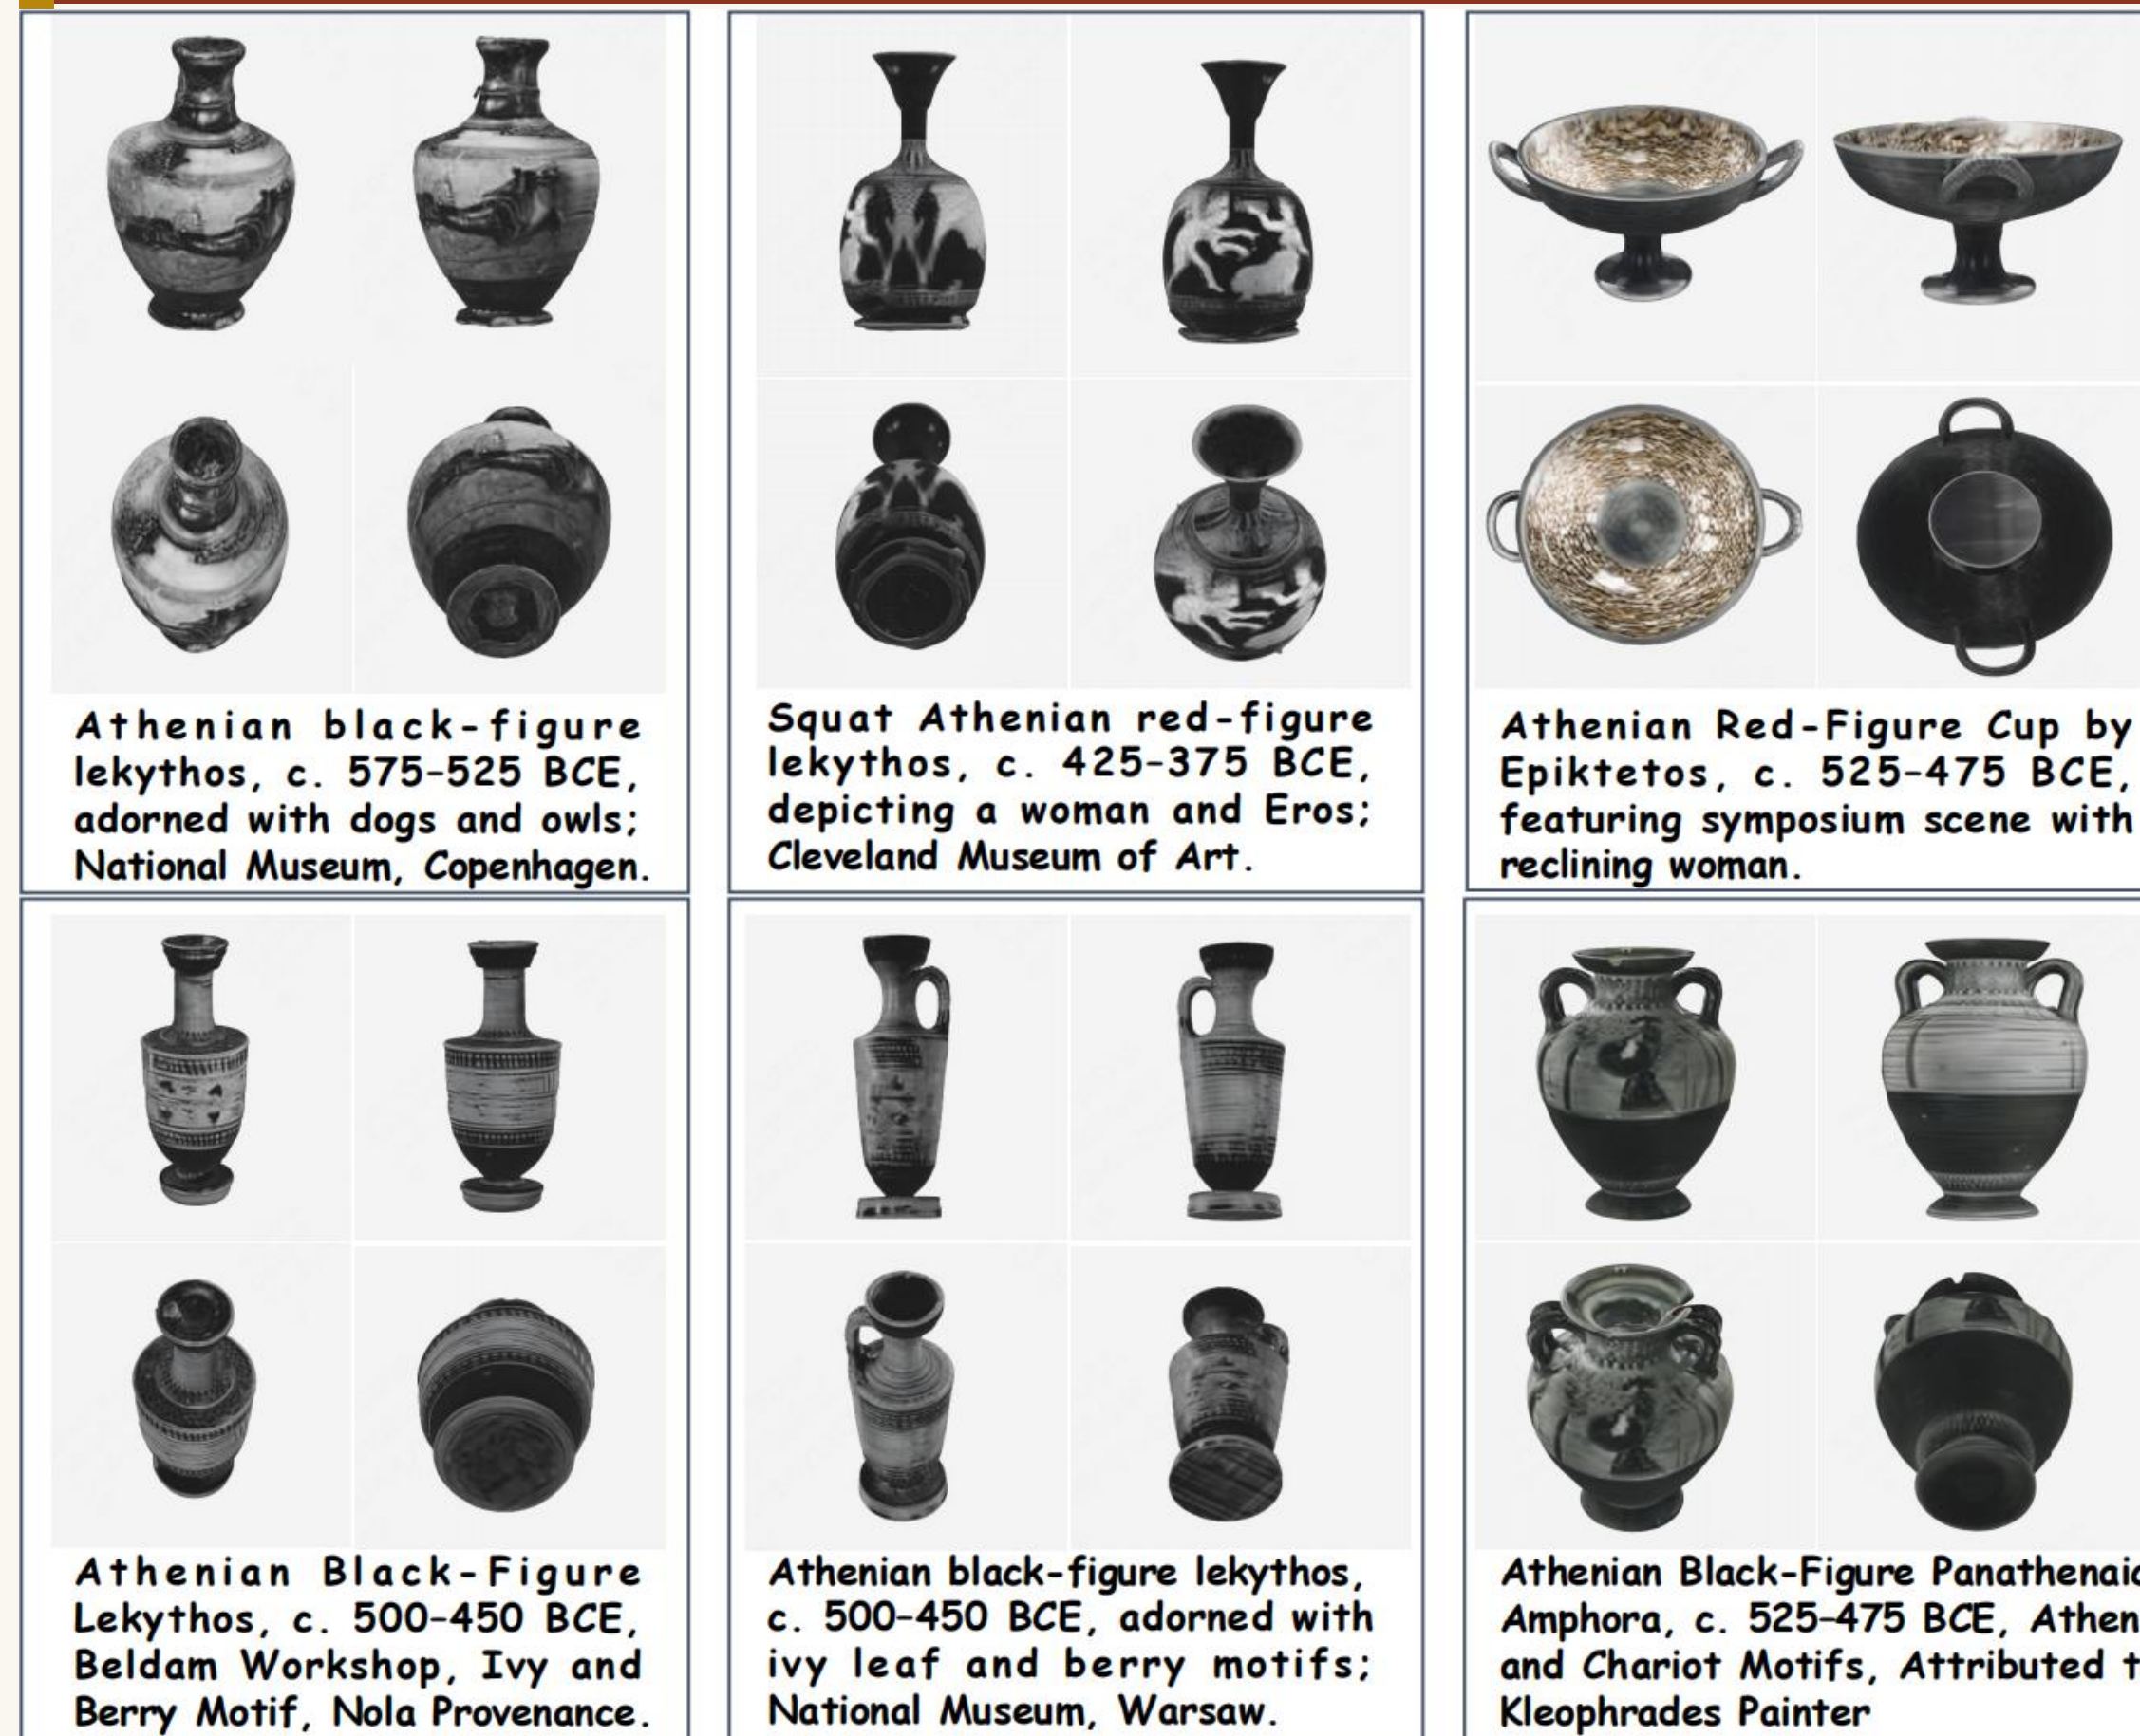 Athenian black-figure
lekythos, c. 575–525 BCE,
adorned with dogs and owls;
National Museum, Copenhagen.
Squat Athenian red-figure
lekythos, c. 425–375 BCE,
depicting a woman and Eros;
Cleveland Museum of Art.
Athenian Red-Figure Cup by
Epiktetos, c. 525–475 BCE,
featuring symposium scene with
reclining woman.
Athenian Black-Figure
Lekythos, c. 500–450 BCE,
Beldam Workshop, Ivy and
Berry Motif, Nola Provenance.
Athenian black-figure lekythos,
c. 500–450 BCE, adorned with
ivy leaf and berry motifs;
National Museum, Warsaw.
Athenian Black-Figure Panathenaic
Amphora, c. 525–475 BCE, Athen
and Chariot Motifs, Attributed t
Kleophrades Painter